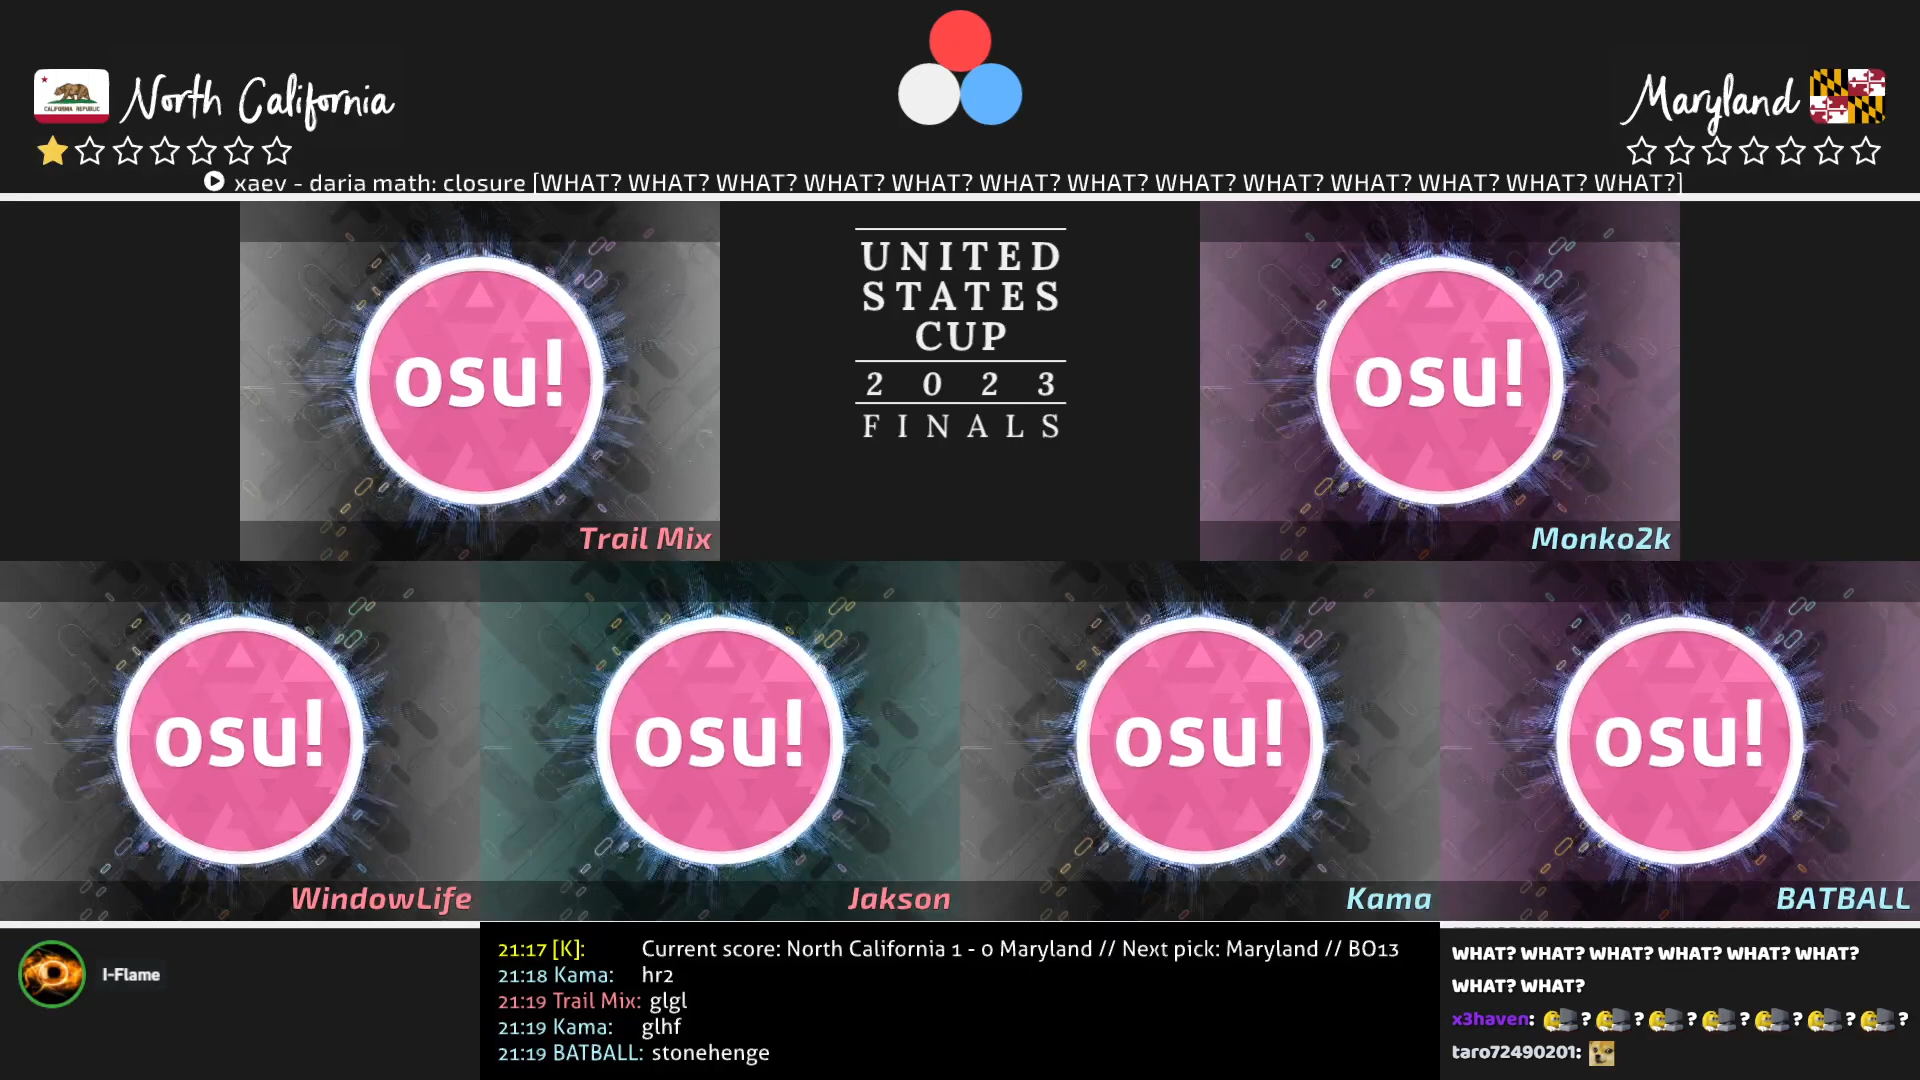 North California
CALIFORNIA REPUBLIC
Maryland
xaev - daria math: closure [WHAT? WHAT? WHAT? WHAT? WHAT? WHAT? WHAT? WHAT? WHAT? WHAT? WHAT? WHAT? WHAT?]
UNITED
STATES
CUP
2023
FINALS
osu!
Trail Mix
osu!
Monko2k
osu!
WindowLife
osu!
Jakson
osu!
Kama
osu!
BATBALL
I-Flame
21:17 [K]: Current score: North California 1 - 0 Maryland // Next pick: Maryland // BO13
21:18 Kama: hr2
21:19 Trail Mix: glgl
21:19 Kama: glhf
21:19 BATBALL: stonehenge
WHAT? WHAT? WHAT? WHAT? WHAT? WHAT?
WHAT? WHAT?
x3haven: ? ? ? ? ? ? ?
taro72490201: